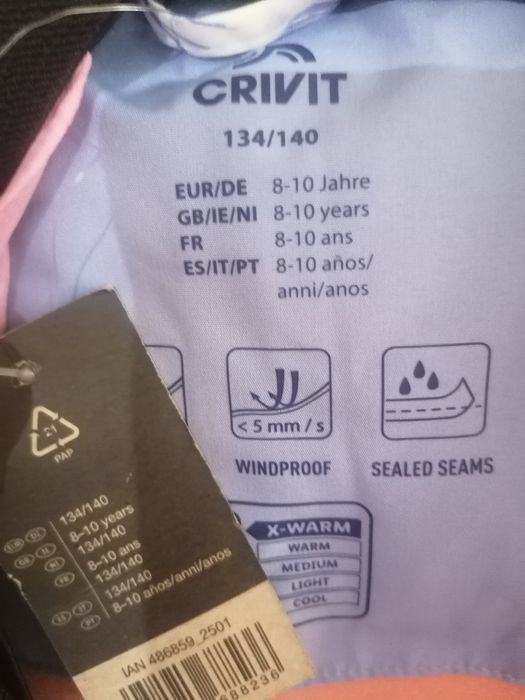 CRIVIT
134/140
EUR/DE 8-10 Jahre
GB/IE/NI 8-10 years
FR 8-10 ans
ES/IT/PT 8-10 años/
anni/anos
< 5 mm / s
WINDPROOF
SEALED SEAMS
X-WARM
WARM
MEDIUM
LIGHT
COOL
21
PAP
134/140
8-10 years
134/140
8-10 ans
134/140
134/140
8-10 años/anni/anos
IAN 486859_2501
688236